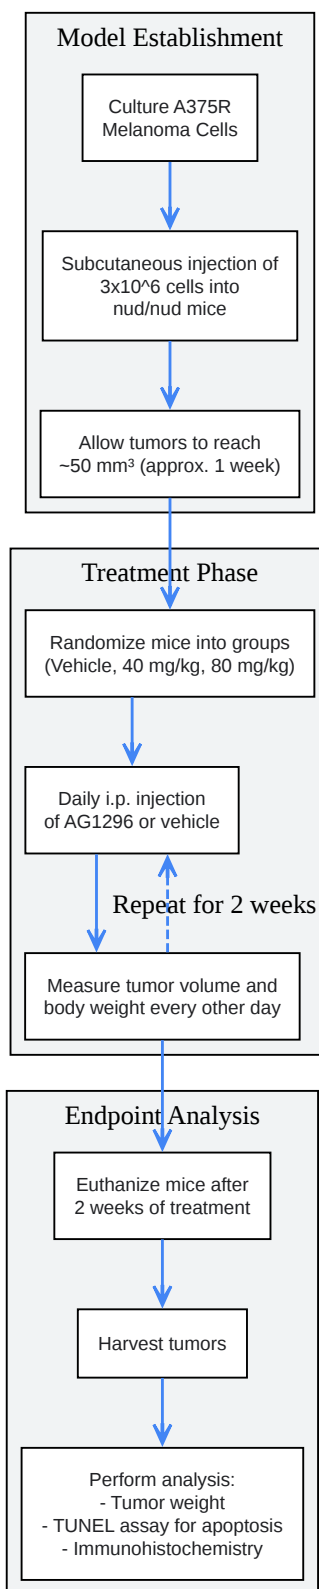 Model Establishment
Culture A375R
Melanoma Cells
Subcutaneous injection of
3x10^6 cells into
nud/nud mice
Allow tumors to reach
~50 mm³ (approx. 1 week)
Treatment Phase
Randomize mice into groups
(Vehicle, 40 mg/kg, 80 mg/kg)
Daily i.p. injection
of AG1296 or vehicle
Repeat for 2 weeks
Measure tumor volume and
body weight every other day
Endpoint Analysis
Euthanize mice after
2 weeks of treatment
Harvest tumors
Perform analysis:
- Tumor weight
- TUNEL assay for apoptosis
- Immunohistochemistry